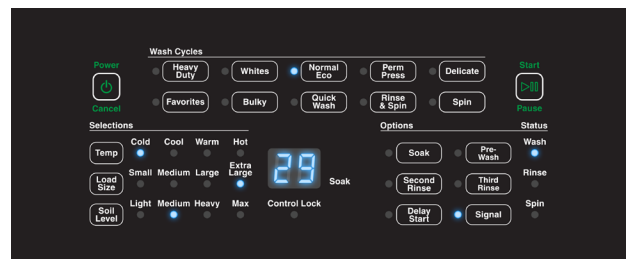 Wash Cycles
Power
Heavy
Duty
Whites
Normal
Eco
Perm
Press
Delicate
Start
Cancel
Favorites
Bulky
Quick
Wash
Rinse
& Spin
Spin
Pause
Selections
Options
Status
Temp
Cold
Cool
Warm
Hot
Soak
Pre-
Wash
Wash
Load
Size
Small
Medium
Large
Extra
Large
29
Soak
Second
Rinse
Third
Rinse
Rinse
Soil
Level
Light
Medium
Heavy
Max
Control Lock
Delay
Start
Signal
Spin